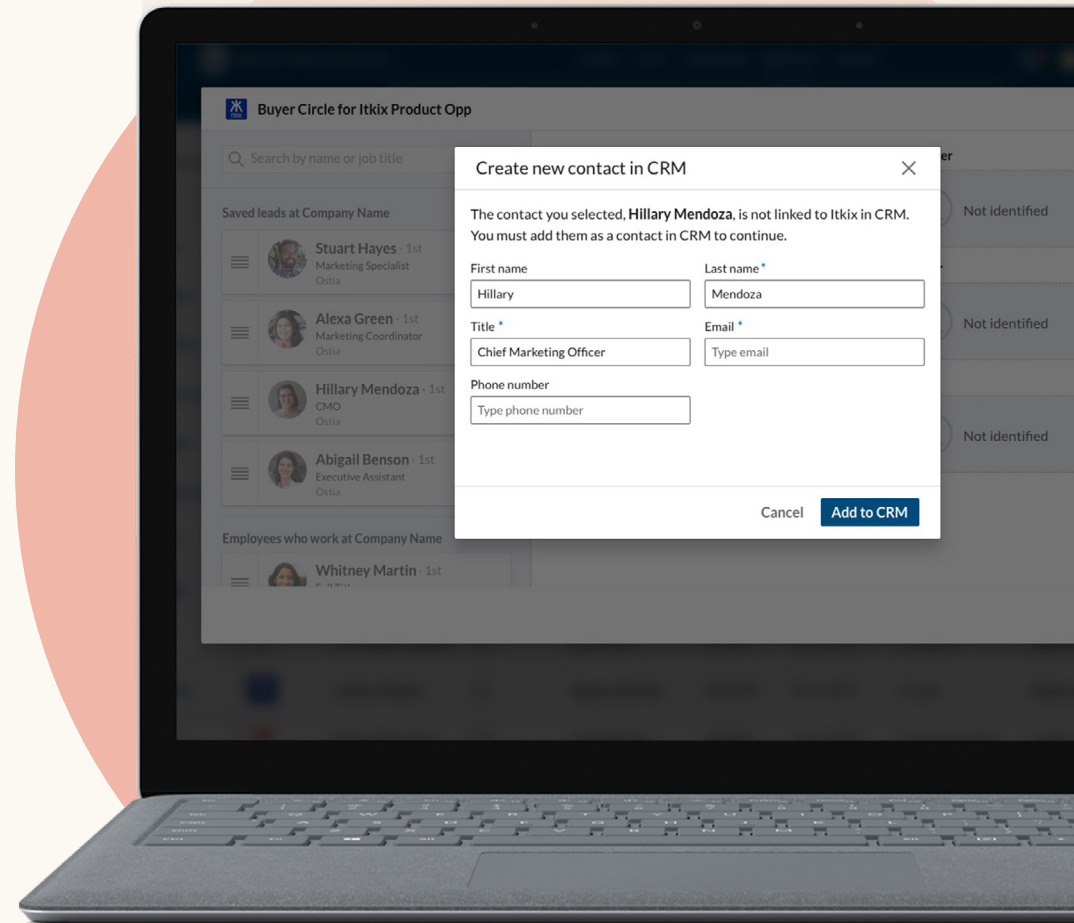 ITKIX
Buyer Circle for Itkix Product Opp
Search by name or job title
Saved leads at Company Name
Stuart Hayes · 1st
Marketing Specialist
Ostia
Alexa Green · 1st
Marketing Coordinator
Ostia
Hillary Mendoza · 1st
CMO
Ostia
Abigail Benson · 1st
Executive Assistant
Ostia
Employees who work at Company Name
Whitney Martin · 1st
Create new contact in CRM
The contact you selected, Hillary Mendoza, is not linked to Itkix in CRM.
You must add them as a contact in CRM to continue.
First name
Hillary
Last name *
Mendoza
Title *
Chief Marketing Officer
Email *
Type email
Phone number
Type phone number
Cancel
Add to CRM
Not identified
Not identified
Not identified